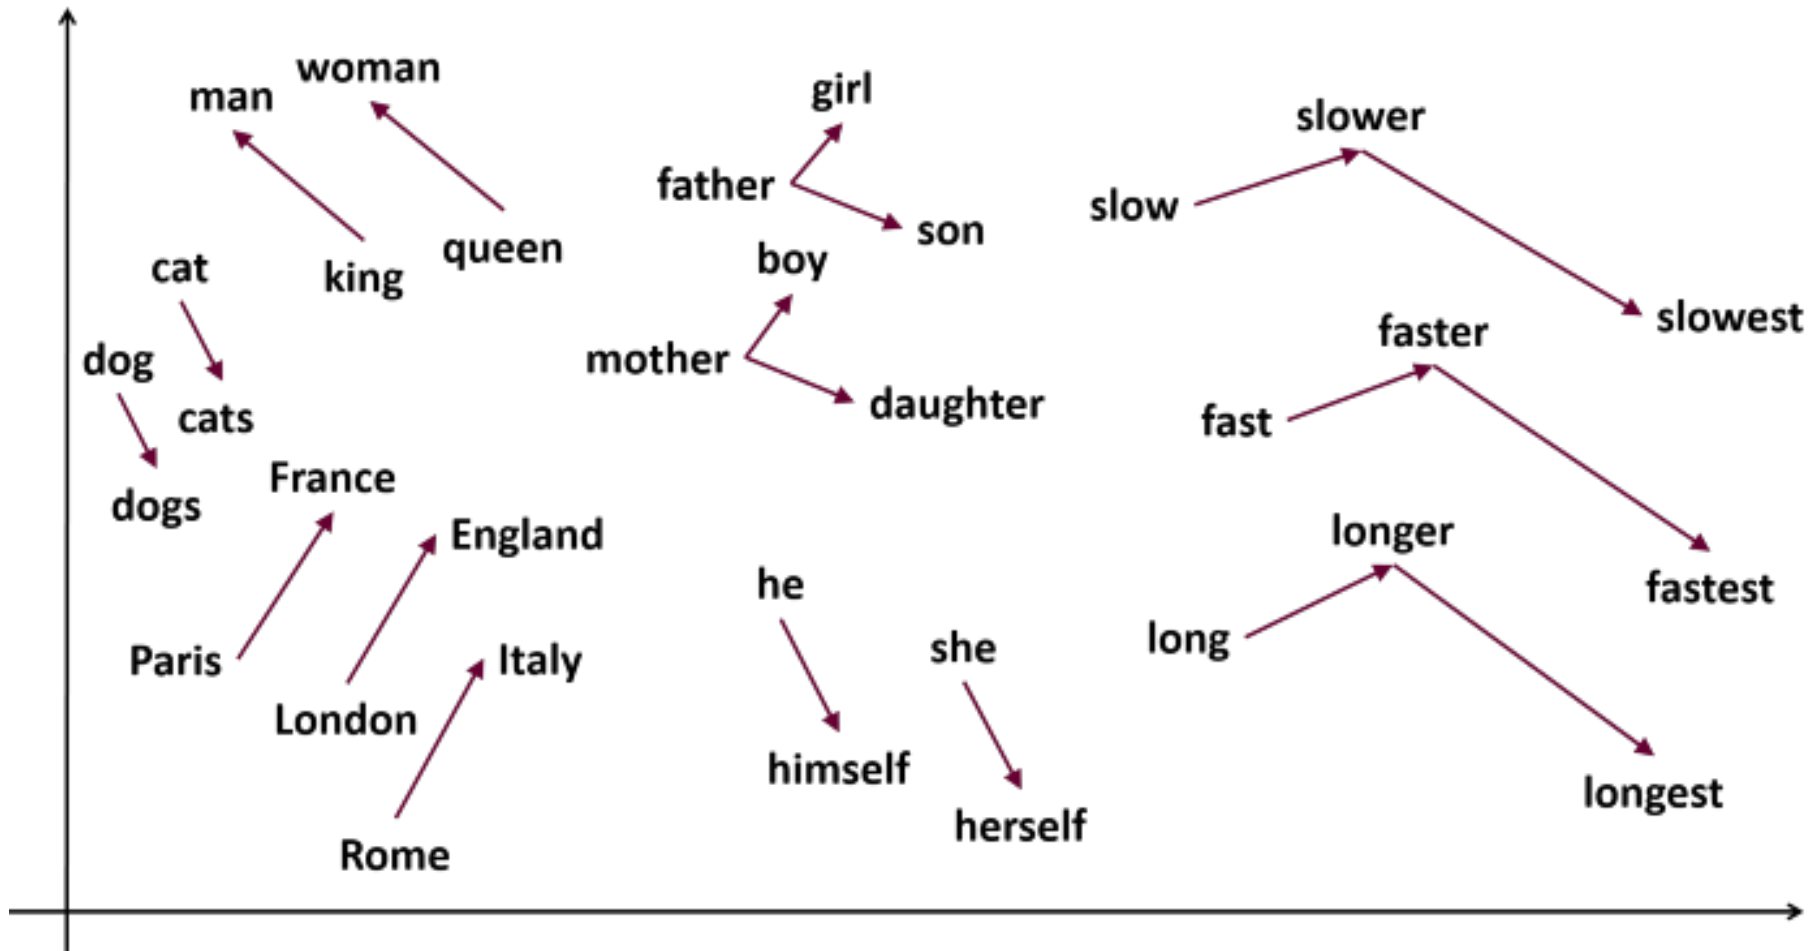 woman
man
girl
slower
father
slow
son
queen
boy
cat
king
slowest
faster
dog
mother
daughter
cats
fast
France
dogs
England
longer
he
fastest
long
she
Paris
Italy
London
himself
longest
herself
Rome